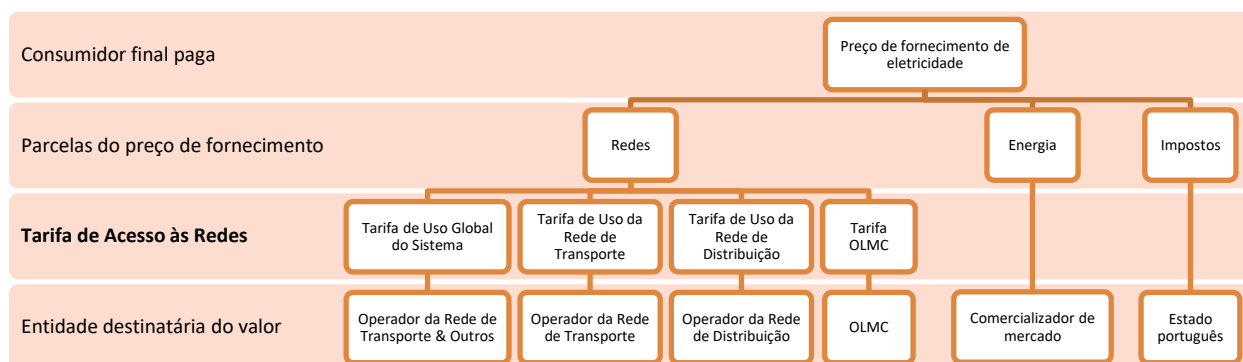 Consumidor final paga
Preço de fornecimento de
eletricidade
Parcelas do preço de fornecimento
Redes
Energia
Impostos
Tarifa de Acesso às Redes
Tarifa de Uso Global
do Sistema
Tarifa de Uso da
Rede de
Transporte
Tarifa de Uso da
Rede de
Distribuição
Tarifa
OLMC
Entidade destinatária do valor
Operador da Rede de
Transporte & Outros
Operador da Rede
de Transporte
Operador da Rede
de Distribuição
OLMC
Comercializador de
mercado
Estado
português